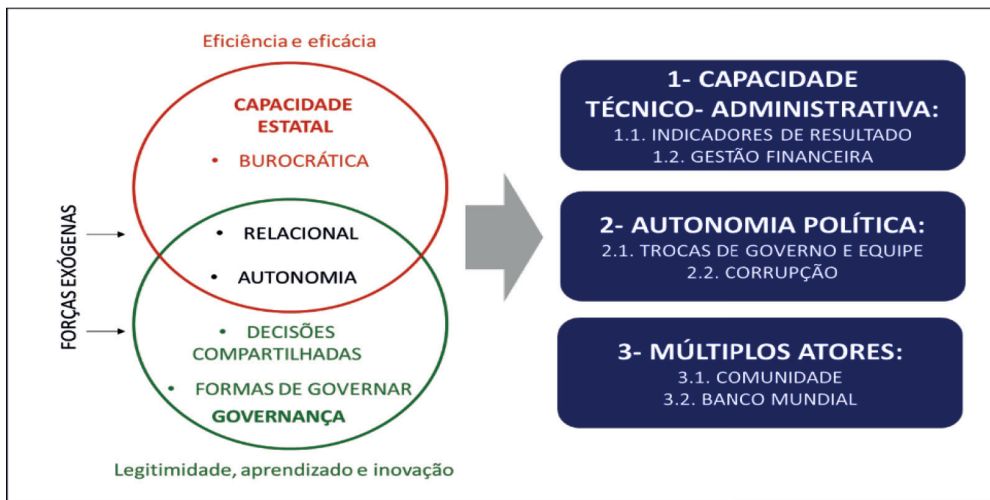 Eficiência e eficácia
CAPACIDADE
ESTATAL
• BUROCRÁTICA
FORÇAS EXÓGENAS
• RELACIONAL
• AUTONOMIA
• DECISÕES
COMPARTILHADAS
• FORMAS DE GOVERNAR
GOVERNANÇA
Legitimidade, aprendizado e inovação
1- CAPACIDADE
TÉCNICO- ADMINISTRATIVA:
1.1. INDICADORES DE RESULTADO
1.2. GESTÃO FINANCEIRA
2- AUTONOMIA POLÍTICA:
2.1. TROCAS DE GOVERNO E EQUIPE
2.2. CORRUPÇÃO
3- MÚLTIPLOS ATORES:
3.1. COMUNIDADE
3.2. BANCO MUNDIAL